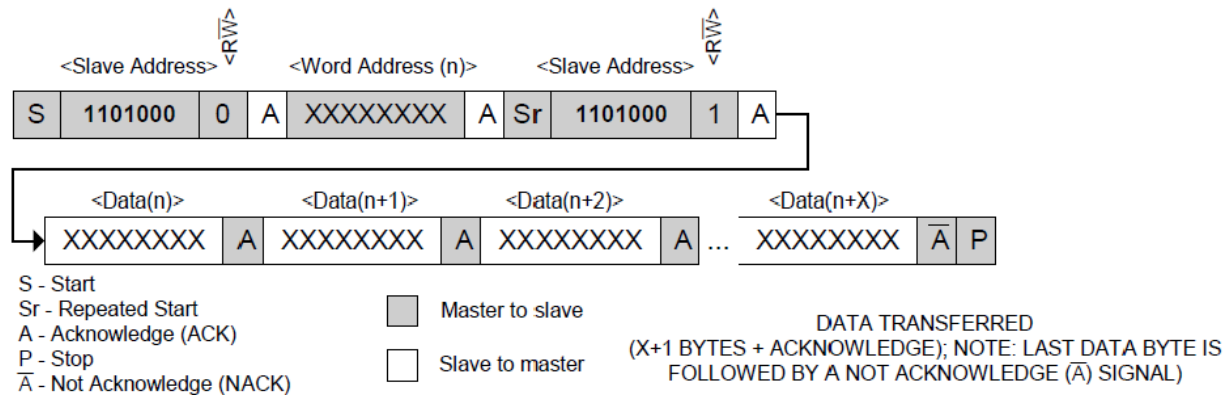 <RW̅> <RW̅>
<Slave Address> <Word Address (n)> <Slave Address>
S 1101000 0 A XXXXXXXX A Sr 1101000 1 A
<Data(n)> <Data(n+1)> <Data(n+2)> <Data(n+X)>
XXXXXXXX A XXXXXXXX A XXXXXXXX A ... XXXXXXXX A̅ P
S - Start
Sr - Repeated Start
A - Acknowledge (ACK)
P - Stop
A̅ - Not Acknowledge (NACK)
Master to slave
Slave to master
DATA TRANSFERRED
(X+1 BYTES + ACKNOWLEDGE); NOTE: LAST DATA BYTE IS
FOLLOWED BY A NOT ACKNOWLEDGE (A̅) SIGNAL)